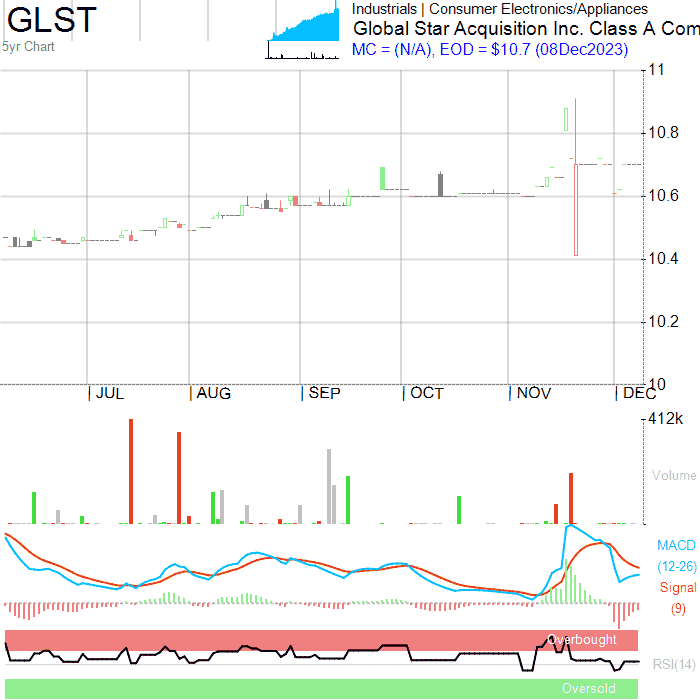 GLST
5yr Chart
Industrials | Consumer Electronics/Appliances
Global Star Acquisition Inc. Class A Com
MC = (N/A), EOD = $10.7 (08Dec2023)
11
10.8
10.6
10.4
10.2
10
JUL AUG SEP OCT NOV DEC
412k
Volume
MACD
(12-26)
Signal
(9)
Overbought
RSI(14)
Oversold